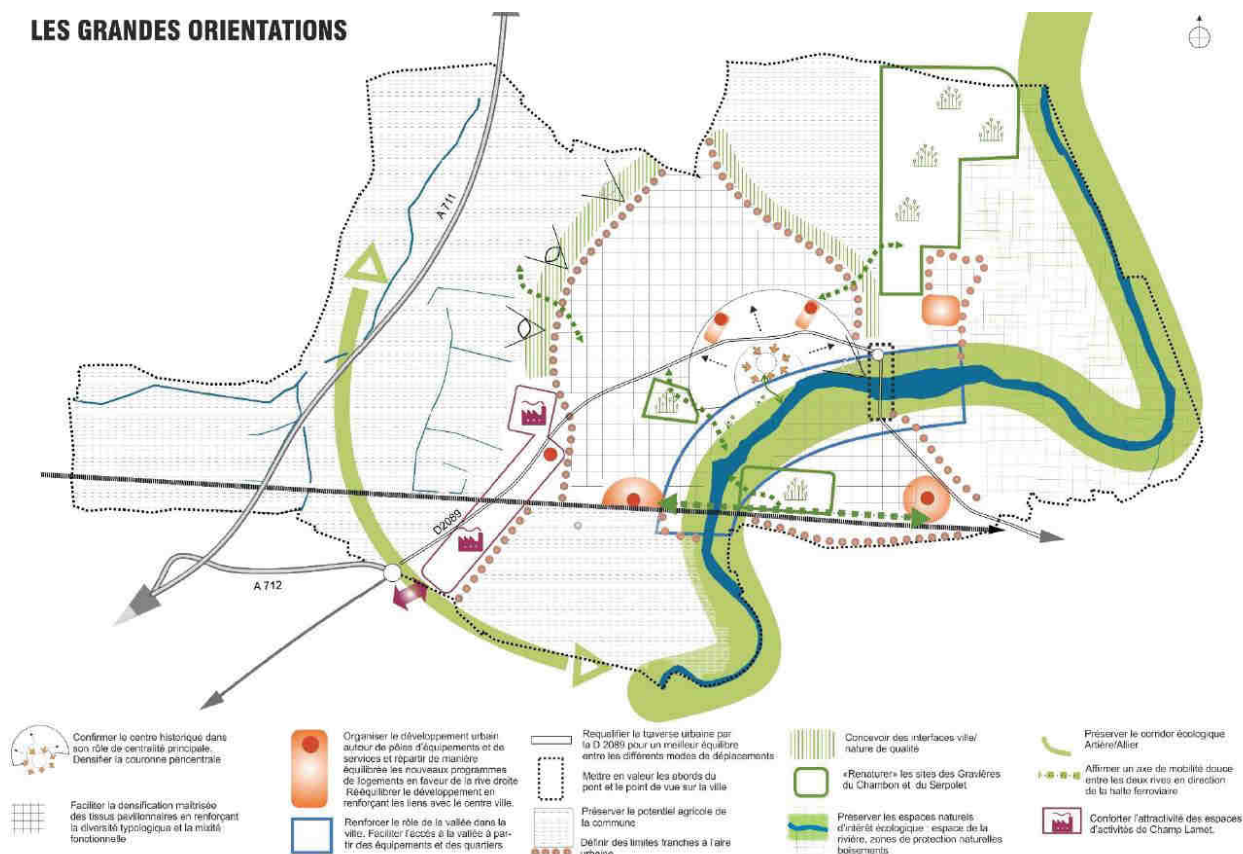 LES GRANDES ORIENTATIONS
A 711
D2089
A 712
Confirmer le centre historique dans
son rôle de centralité principale.
Densifier la couronne péricentrale
Faciliter la densification maîtrisée
des tissus pavillonnaires en renforçant
la diversité typologique et la mixité
fonctionnelle
Organiser le développement urbain
autour de pôles d'équipements et de
services et répartir de manière
équilibrée les nouveaux programmes
de logements en faveur de la rive droite
Rééquilibrer le développement en
renforçant les liens avec le centre ville.
Renforcer le rôle de la vallée dans la
ville. Faciliter l'accès à la vallée à par-
tir des équipements et des quartiers
Requalifier la traverse urbaine par
la D 2089 pour un meilleur équilibre
entre les différents modes de déplacements
Mettre en valeur les abords du
pont et le point de vue sur la ville
Préserver le potentiel agricole de
la commune
Définir des limites franches à l'aire
urbaine
Concevoir des interfaces ville/
nature de qualité
«Renaturer» les sites des Gravières
du Chambon et du Serpolet
Préserver les espaces naturels
d'intérêt écologique : espace de la
rivière, zones de protection naturelles
boisements
Préserver le corridor écologique
Artière/Allier
Affirmer un axe de mobilité douce
entre les deux rives en direction
de la halte ferroviaire
Conforter l'attractivité des espaces
d'activités de Champ Lamet.